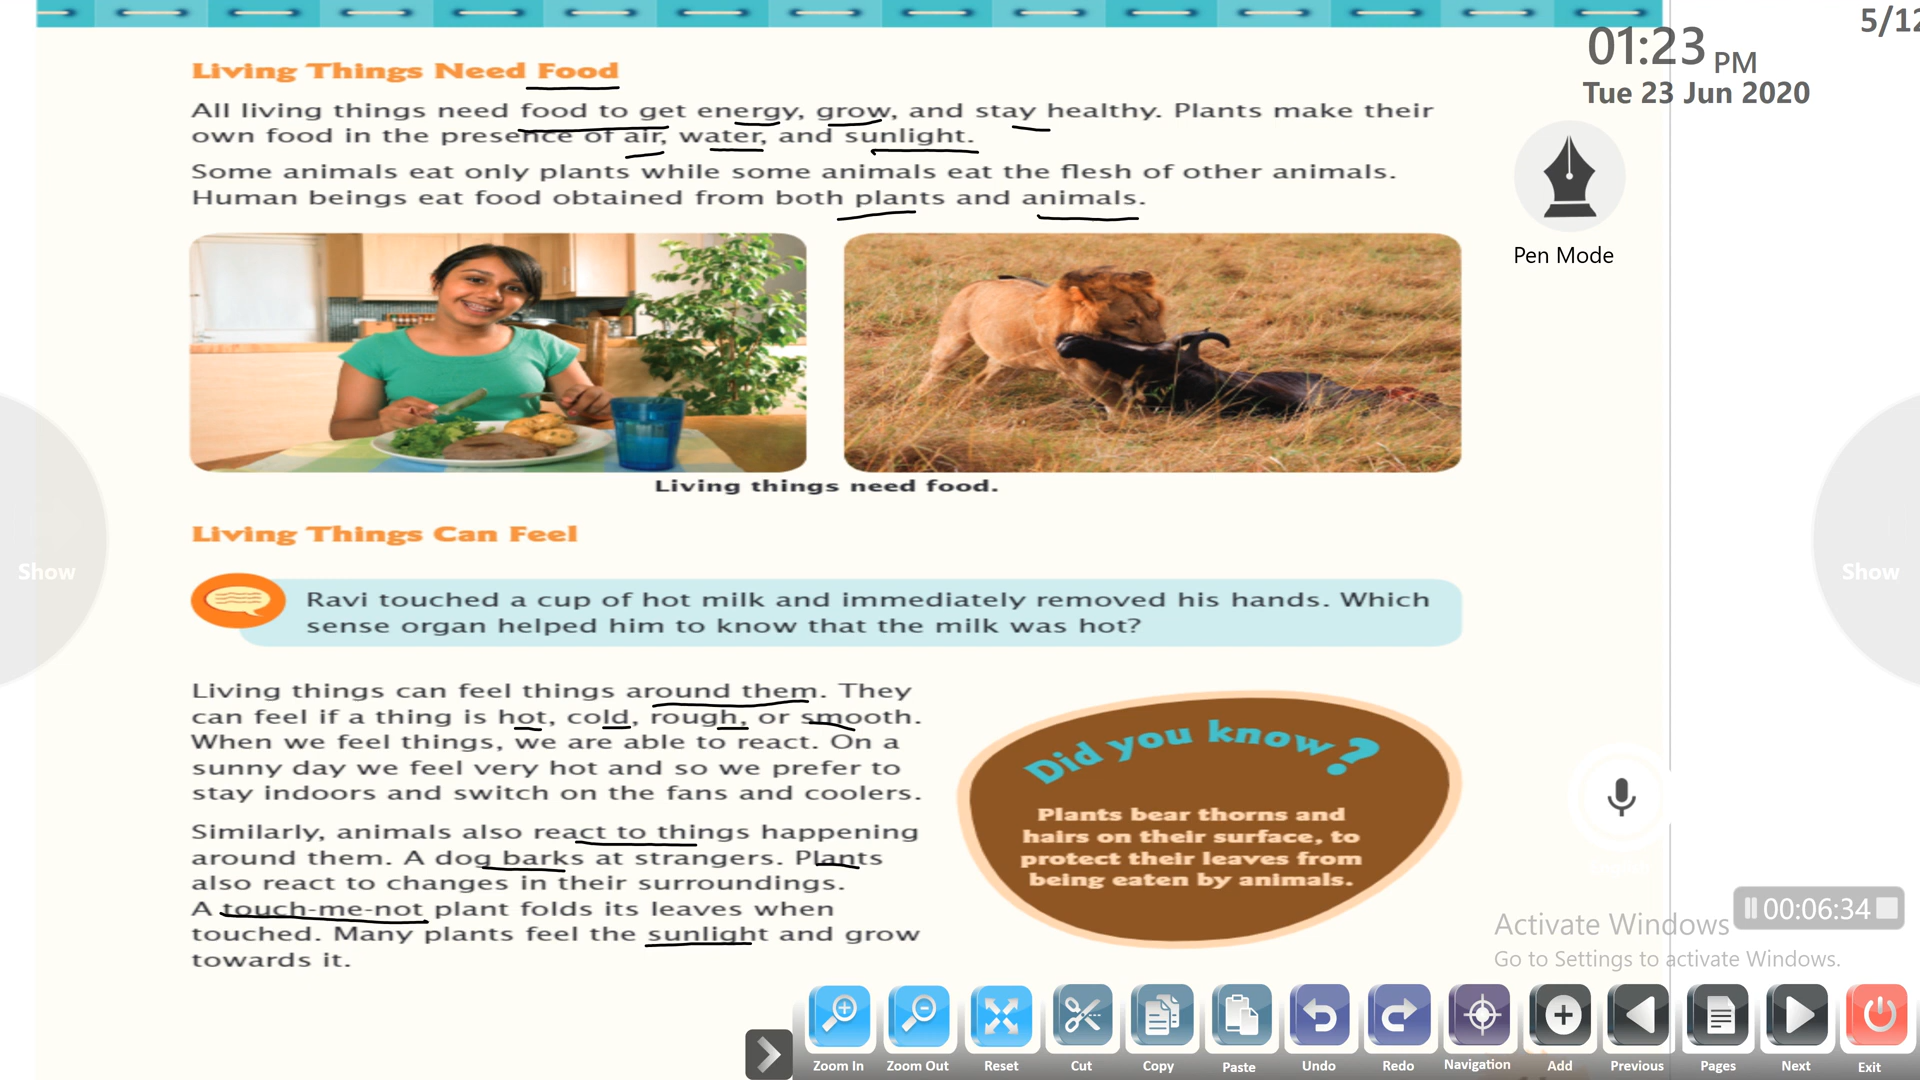 5/12
01:23 PM
Tue 23 Jun 2020
Living Things Need Food
All living things need food to get energy, grow, and stay healthy. Plants make their
own food in the presence of air, water, and sunlight.
Some animals eat only plants while some animals eat the flesh of other animals.
Human beings eat food obtained from both plants and animals.
Pen Mode
Living things need food.
Living Things Can Feel
Show
Show
Ravi touched a cup of hot milk and immediately removed his hands. Which
sense organ helped him to know that the milk was hot?
Living things can feel things around them. They
can feel if a thing is hot, cold, rough, or smooth.
When we feel things, we are able to react. On a
sunny day we feel very hot and so we prefer to
stay indoors and switch on the fans and coolers.
Similarly, animals also react to things happening
around them. A dog barks at strangers. Plants
also react to changes in their surroundings.
A touch-me-not plant folds its leaves when
touched. Many plants feel the sunlight and grow
towards it.
Did you know?
Plants bear thorns and
hairs on their surface, to
protect their leaves from
being eaten by animals.
00:06:34
Activate Windows
Go to Settings to activate Windows.
Zoom In Zoom Out Reset Cut Copy Paste Undo Redo Navigation Add Previous Pages Next Exit